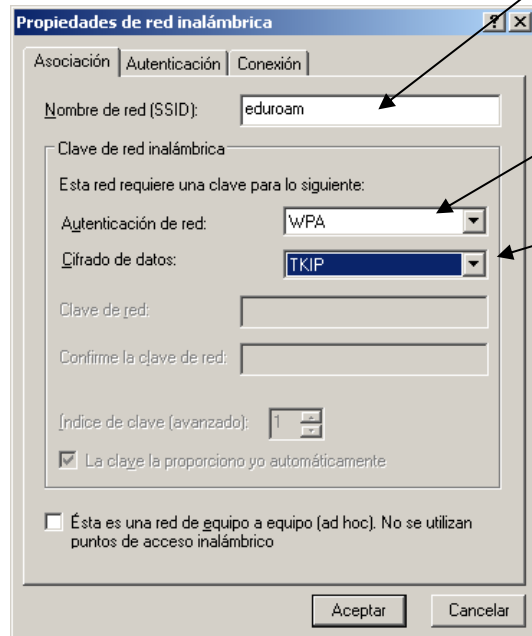 Propiedades de red inalámbrica
Asociación Autenticación Conexión
Nombre de red (SSID): eduroam
Clave de red inalámbrica
Esta red requiere una clave para lo siguiente:
Autenticación de red: WPA
Cifrado de datos: TKIP
Clave de red:
Confirme la clave de red:
Índice de clave (avanzado): 1
La clave la proporciono yo automáticamente
Ésta es una red de equipo a equipo (ad hoc). No se utilizan
puntos de acceso inalámbrico
Aceptar Cancelar